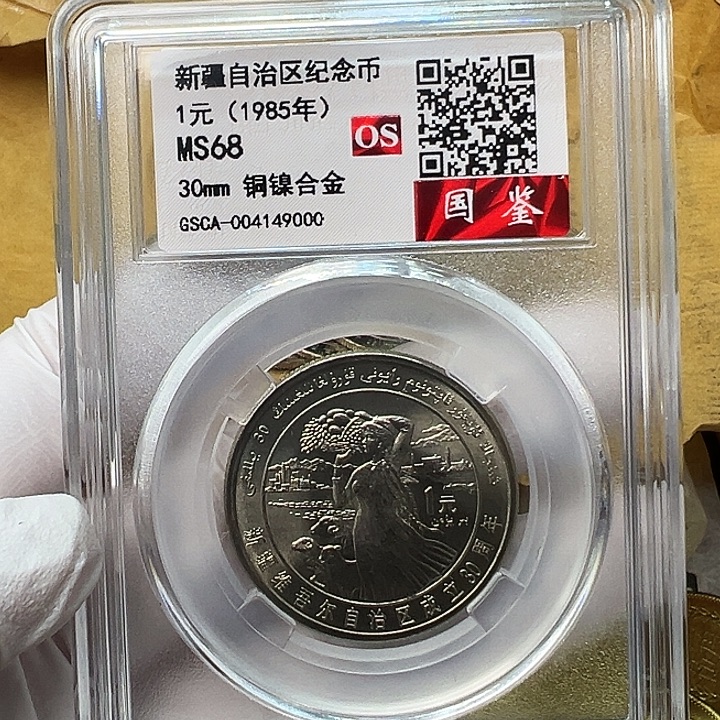 新疆自治区纪念币
1元（1985年）
MS68
OS
30mm 铜镍合金
GSCA-004149000
国鉴
1元
新疆维吾尔自治区成立30周年